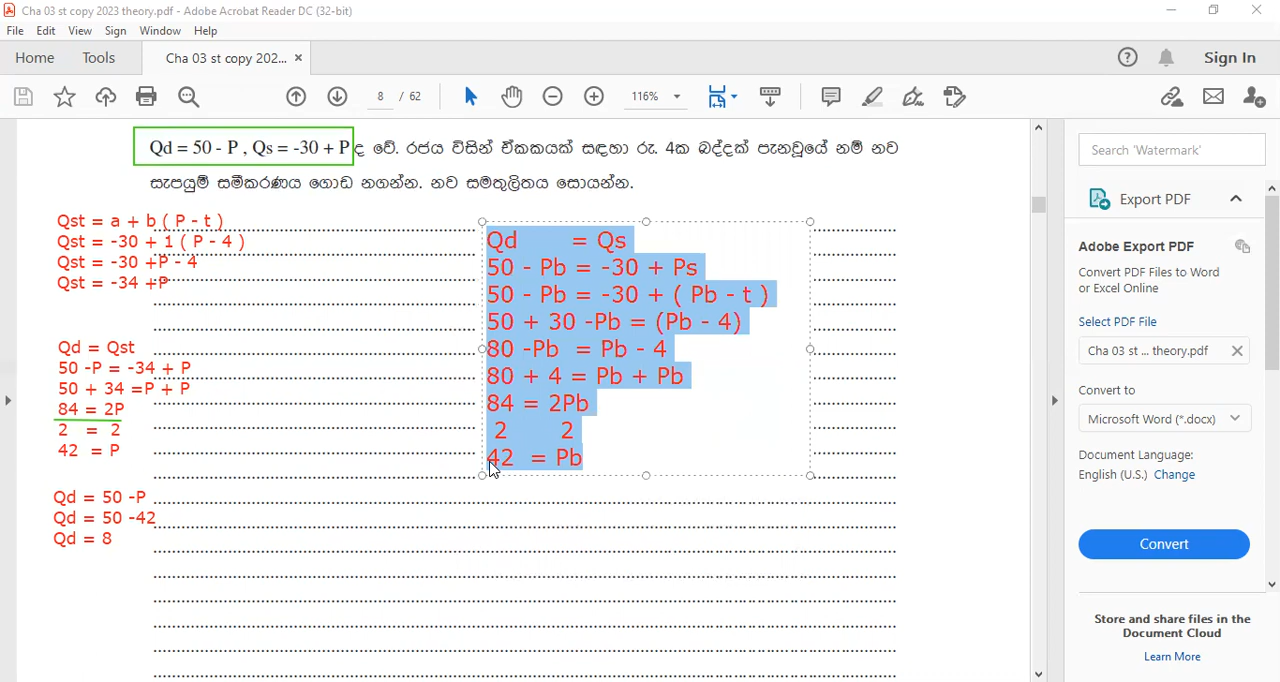 Cha 03 st copy 2023 theory.pdf - Adobe Acrobat Reader DC (32-bit)
File Edit View Sign Window Help
Home Tools Cha 03 st copy 202... × Sign In
8 / 62 116%
Qd = 50 - P , Qs = -30 + P ද වේ. රජය විසින් ඒකකයක් සඳහා රු. 4ක බද්දක් පැනවූයේ නම් නව
සැපයුම් සමීකරණය ගොඩ නගන්න. නව සමතුලිතය සොයන්න.
Qst = a + b ( P - t )
Qst = -30 + 1 ( P - 4 )
Qst = -30 +P - 4
Qst = -34 +P
Qd = Qst
50 -P = -34 + P
50 + 34 =P + P
84 = 2P
2 = 2
42 = P
Qd = 50 -P
Qd = 50 -42
Qd = 8
Qd = Qs
50 - Pb = -30 + Ps
50 - Pb = -30 + ( Pb - t )
50 + 30 -Pb = (Pb - 4)
80 -Pb = Pb - 4
80 + 4 = Pb + Pb
84 = 2Pb
2 2
42 = Pb
Search 'Watermark'
Export PDF
Adobe Export PDF
Convert PDF Files to Word
or Excel Online
Select PDF File
Cha 03 st ... theory.pdf
Convert to
Microsoft Word (*.docx)
Document Language:
English (U.S.) Change
Convert
Store and share files in the
Document Cloud
Learn More